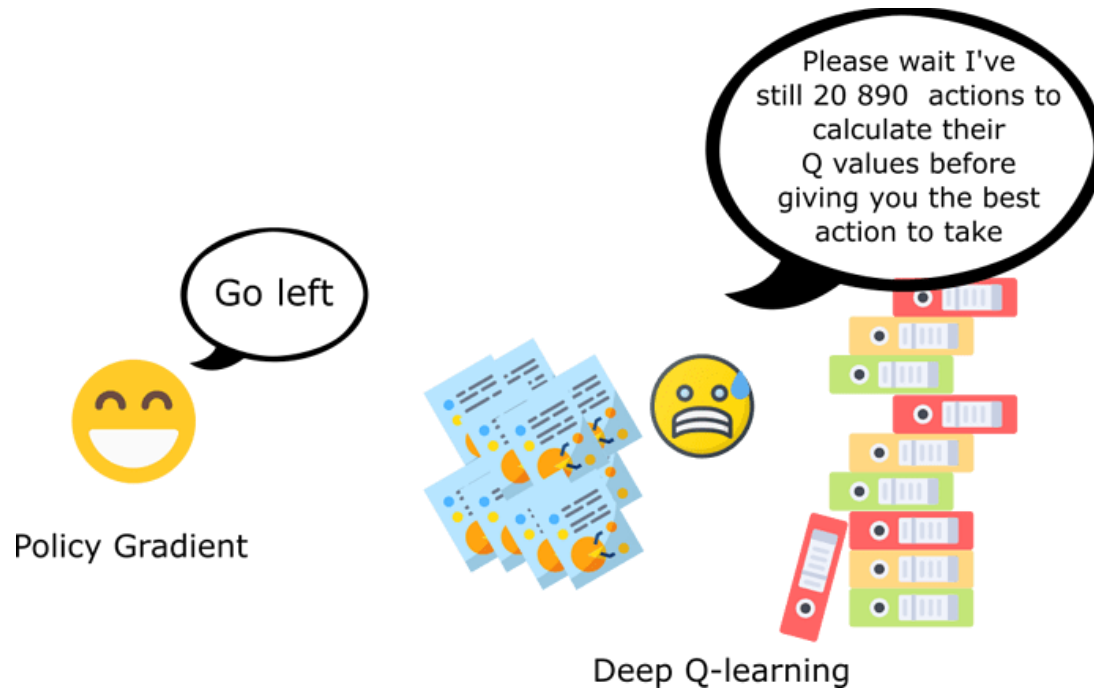 Please wait I've
still 20 890 actions to
calculate their
Q values before
giving you the best
action to take
Go left
Policy Gradient
Deep Q-learning